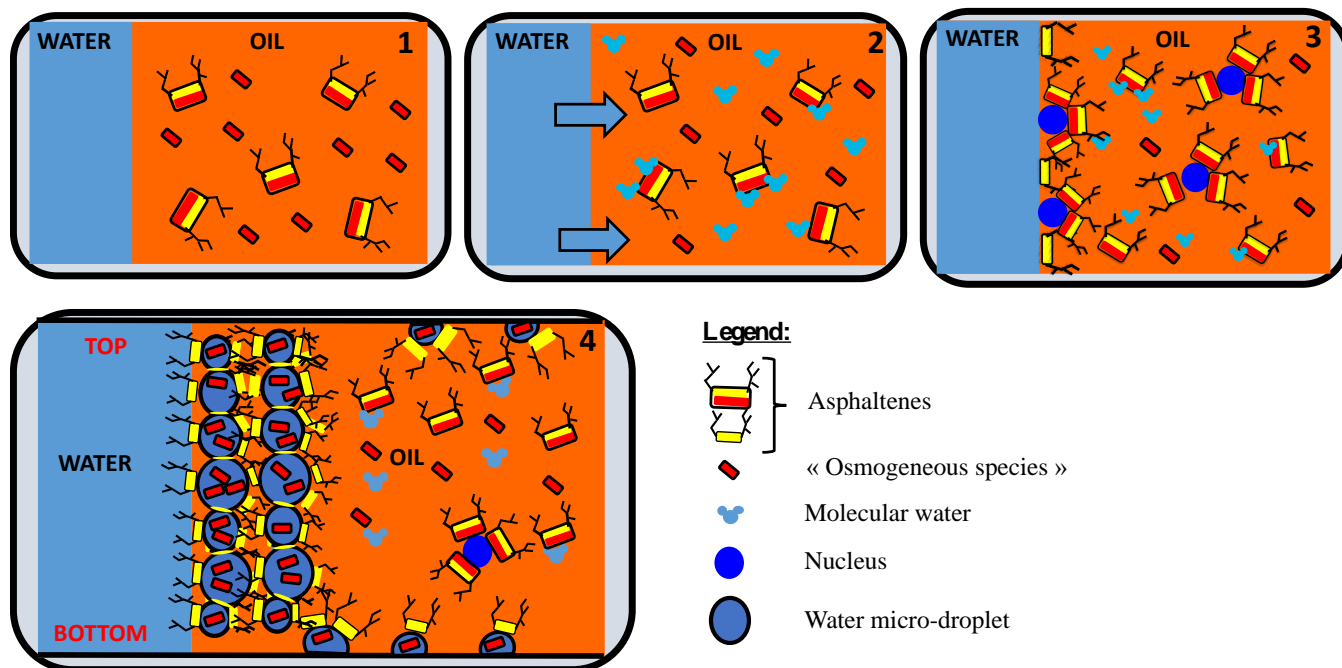 WATER OIL 1
WATER OIL 2
WATER OIL 3
TOP 4
WATER OIL
BOTTOM
Legend:
Asphaltenes
« Osmogeneous species »
Molecular water
Nucleus
Water micro-droplet